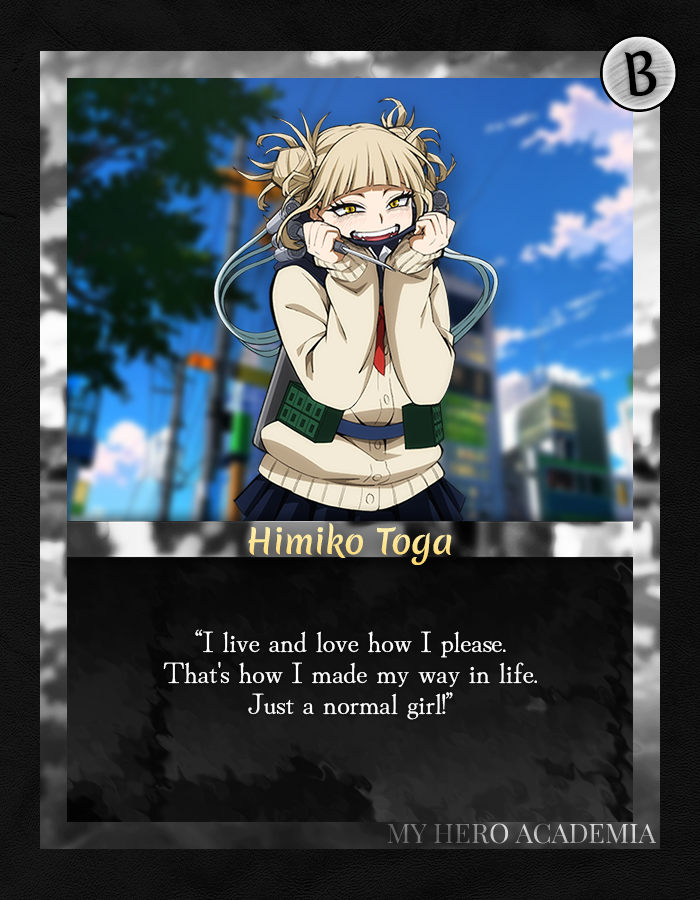 B
Himiko Toga
“I live and love how I please.
That's how I made my way in life.
Just a normal girl!”
MY HERO ACADEMIA